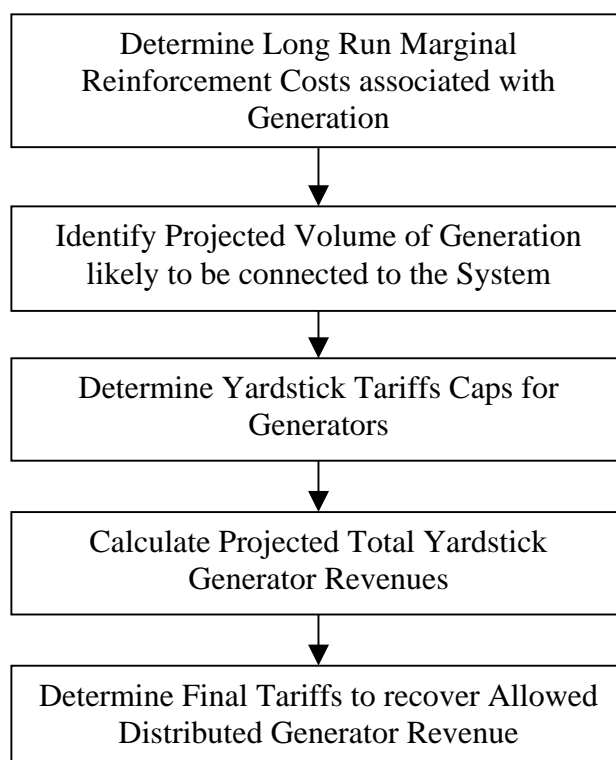 Determine Long Run Marginal
Reinforcement Costs associated with
Generation
Identify Projected Volume of Generation
likely to be connected to the System
Determine Yardstick Tariffs Caps for
Generators
Calculate Projected Total Yardstick
Generator Revenues
Determine Final Tariffs to recover Allowed
Distributed Generator Revenue